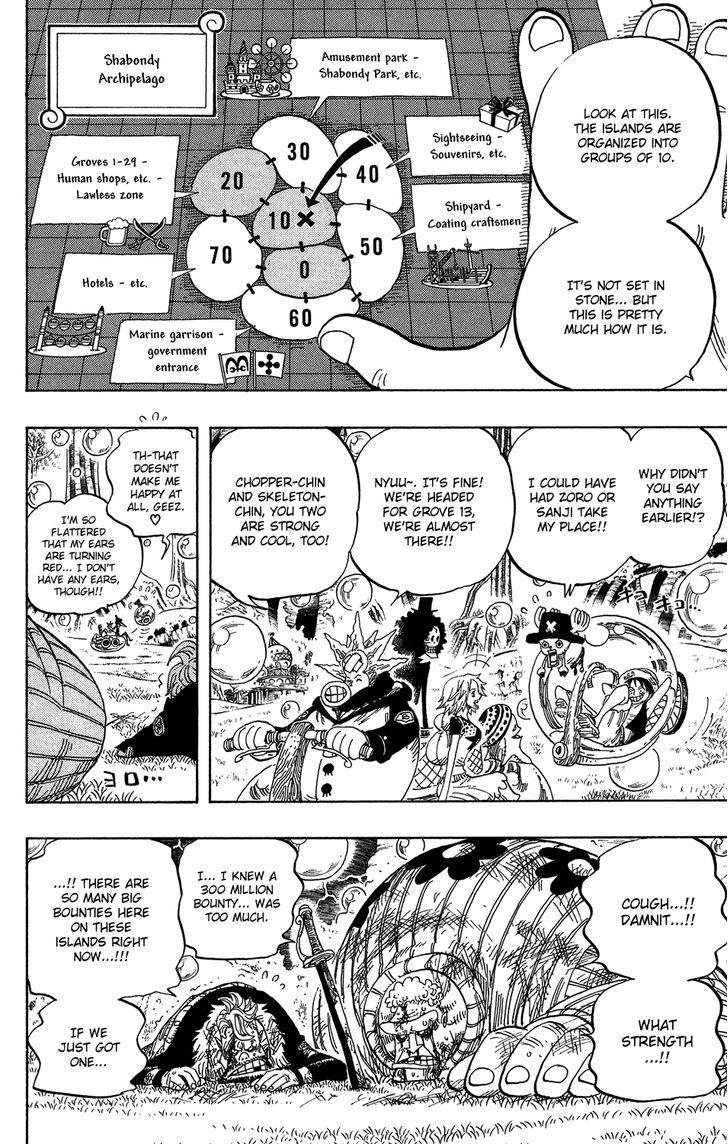 Shabondy
Archipelago
Amusement park -
Shabondy Park, etc.
LOOK AT THIS.
THE ISLANDS ARE
ORGANIZED INTO
GROUPS OF 10.
Groves 1-29 -
Human shops, etc. -
Lawless zone
Sightseeing -
Souvenirs, etc.
Shipyard -
Coating craftsmen
Hotels - etc.
Marine garrison -
government
entrance
30
20
40
10
70
50
0
60
IT'S NOT SET IN
STONE... BUT
THIS IS PRETTY
MUCH HOW IT IS.
WHY DIDN'T
YOU SAY
ANYTHING
EARLIER!?
I COULD HAVE
HAD ZORO OR
SANJI TAKE
MY PLACE!!
NYUU~. IT'S FINE!
WE'RE HEADED
FOR GROVE 13,
WE'RE ALMOST
THERE!!
CHOPPER-CHIN
AND SKELETON-
CHIN, YOU TWO
ARE STRONG
AND COOL, TOO!
TH-THAT
DOESN'T
MAKE ME
HAPPY AT
ALL, GEEZ.
♡
I'M SO
FLATTERED
THAT MY EARS
ARE TURNING
RED... I DON'T
HAVE ANY EARS,
THOUGH!!
ヨロ…
COUGH...!!
DAMNIT...!!
WHAT
STRENGTH
...!!
I... I KNEW A
300 MILLION
BOUNTY... WAS
TOO MUCH.
...!! THERE ARE
SO MANY BIG
BOUNTIES HERE
ON THESE
ISLANDS RIGHT
NOW...!!!
IF WE
JUST GOT
ONE...